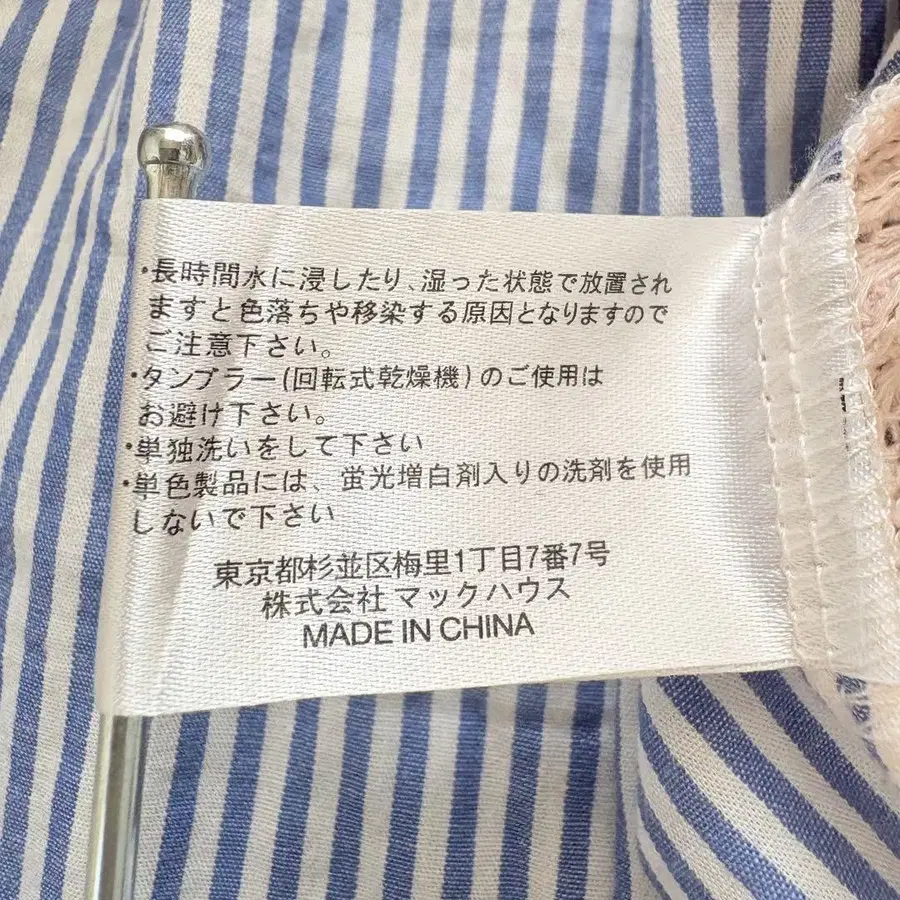 ・長時間水に浸したり、湿った状態で放置され
ますと色落ちや移染する原因となりますので
ご注意下さい。
・タンブラー(回転式乾燥機)のご使用は
お避け下さい。
・単独洗いをして下さい
・単色製品には、蛍光増白剤入りの洗剤を使用
しないで下さい
東京都杉並区梅里1丁目7番7号
株式会社マックハウス
MADE IN CHINA